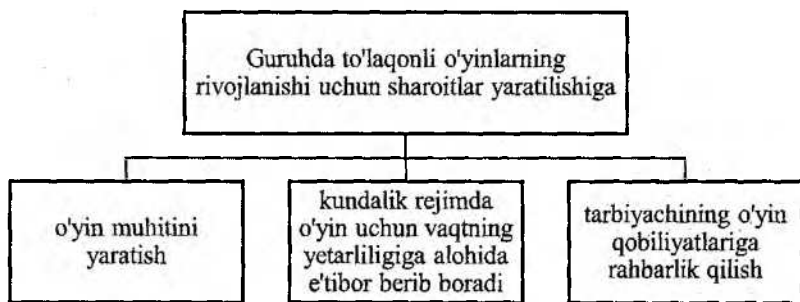 Guruhda to'laqonli o'yinlarning
rivojlanishi uchun sharoitlar yaratilishiga
o'yin muhitini
yaratish
kundalik rejimda
o'yin uchun vaqtning
yetarliligiga alohida
e'tibor berib boradi
tarbiyachining o'yin
qobiliyatlariga
rahbarlik qilish